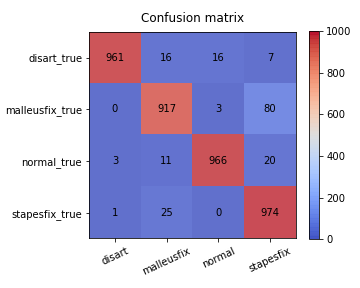 Confusion matrix
disart_true 961 16 16 7
malleusfix_true 0 917 3 80
normal_true 3 11 966 20
stapesfix_true 1 25 0 974
disart malleusfix normal stapesfix
1000
800
600
400
200
0